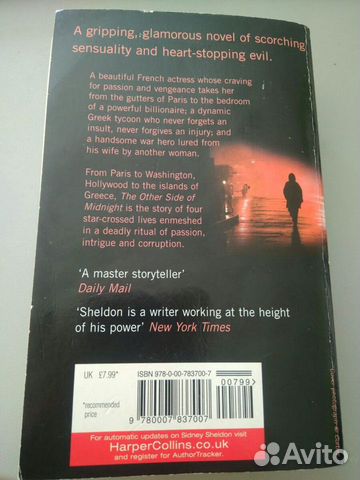 A gripping, glamorous novel of scorching
sensuality and heart-stopping evil.
A beautiful French actress whose craving
for passion and vengeance takes her
from the gutters of Paris to the bedroom
of a powerful billionaire; a dynamic
Greek tycoon who never forgets an
insult, never forgives an injury; and
a handsome war hero lured from
his wife by another woman.
From Paris to Washington,
Hollywood to the islands of
Greece, The Other Side of
Midnight is the story of four
star-crossed lives enmeshed
in a deadly ritual of passion,
intrigue and corruption.
‘A master storyteller’
Daily Mail
‘Sheldon is a writer working at the height
of his power’ New York Times
UK £7.99*
*recommended
price
ISBN 978-0-00-783700-7
00799>
9 780007 837007
For automatic updates on Sidney Sheldon visit
HarperCollins.co.uk
and register for AuthorTracker.
Avito